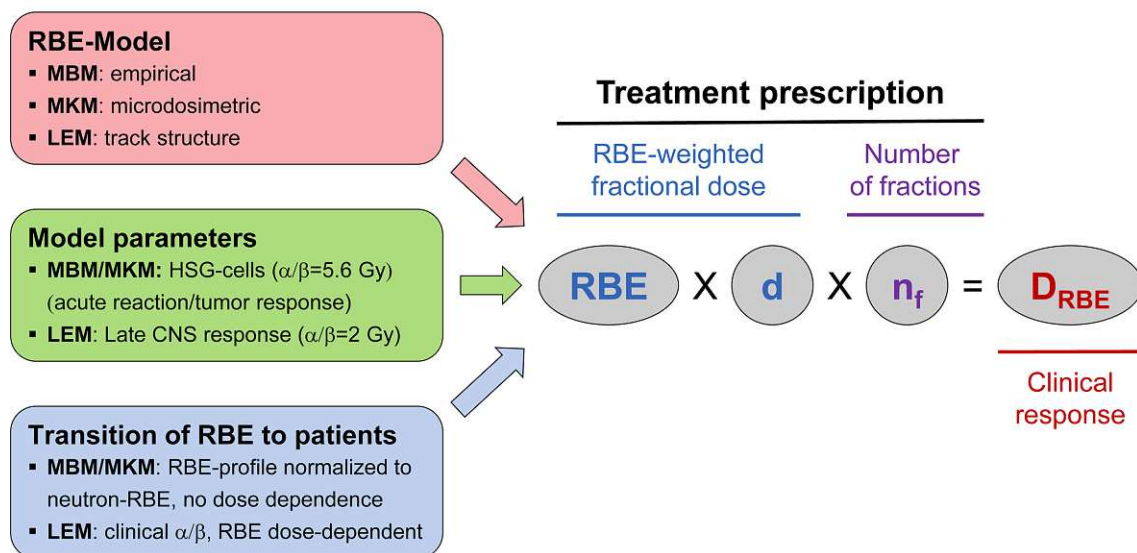 RBE-Model
▪ MBM: empirical
▪ MKM: microdosimetric
▪ LEM: track structure
Model parameters
▪ MBM/MKM: HSG-cells (α/β=5.6 Gy)
(acute reaction/tumor response)
▪ LEM: Late CNS response (α/β=2 Gy)
Transition of RBE to patients
▪ MBM/MKM: RBE-profile normalized to
neutron-RBE, no dose dependence
▪ LEM: clinical α/β, RBE dose-dependent
Treatment prescription
RBE-weighted
fractional dose
Number
of fractions
RBE X d X nf = DRBE
Clinical
response